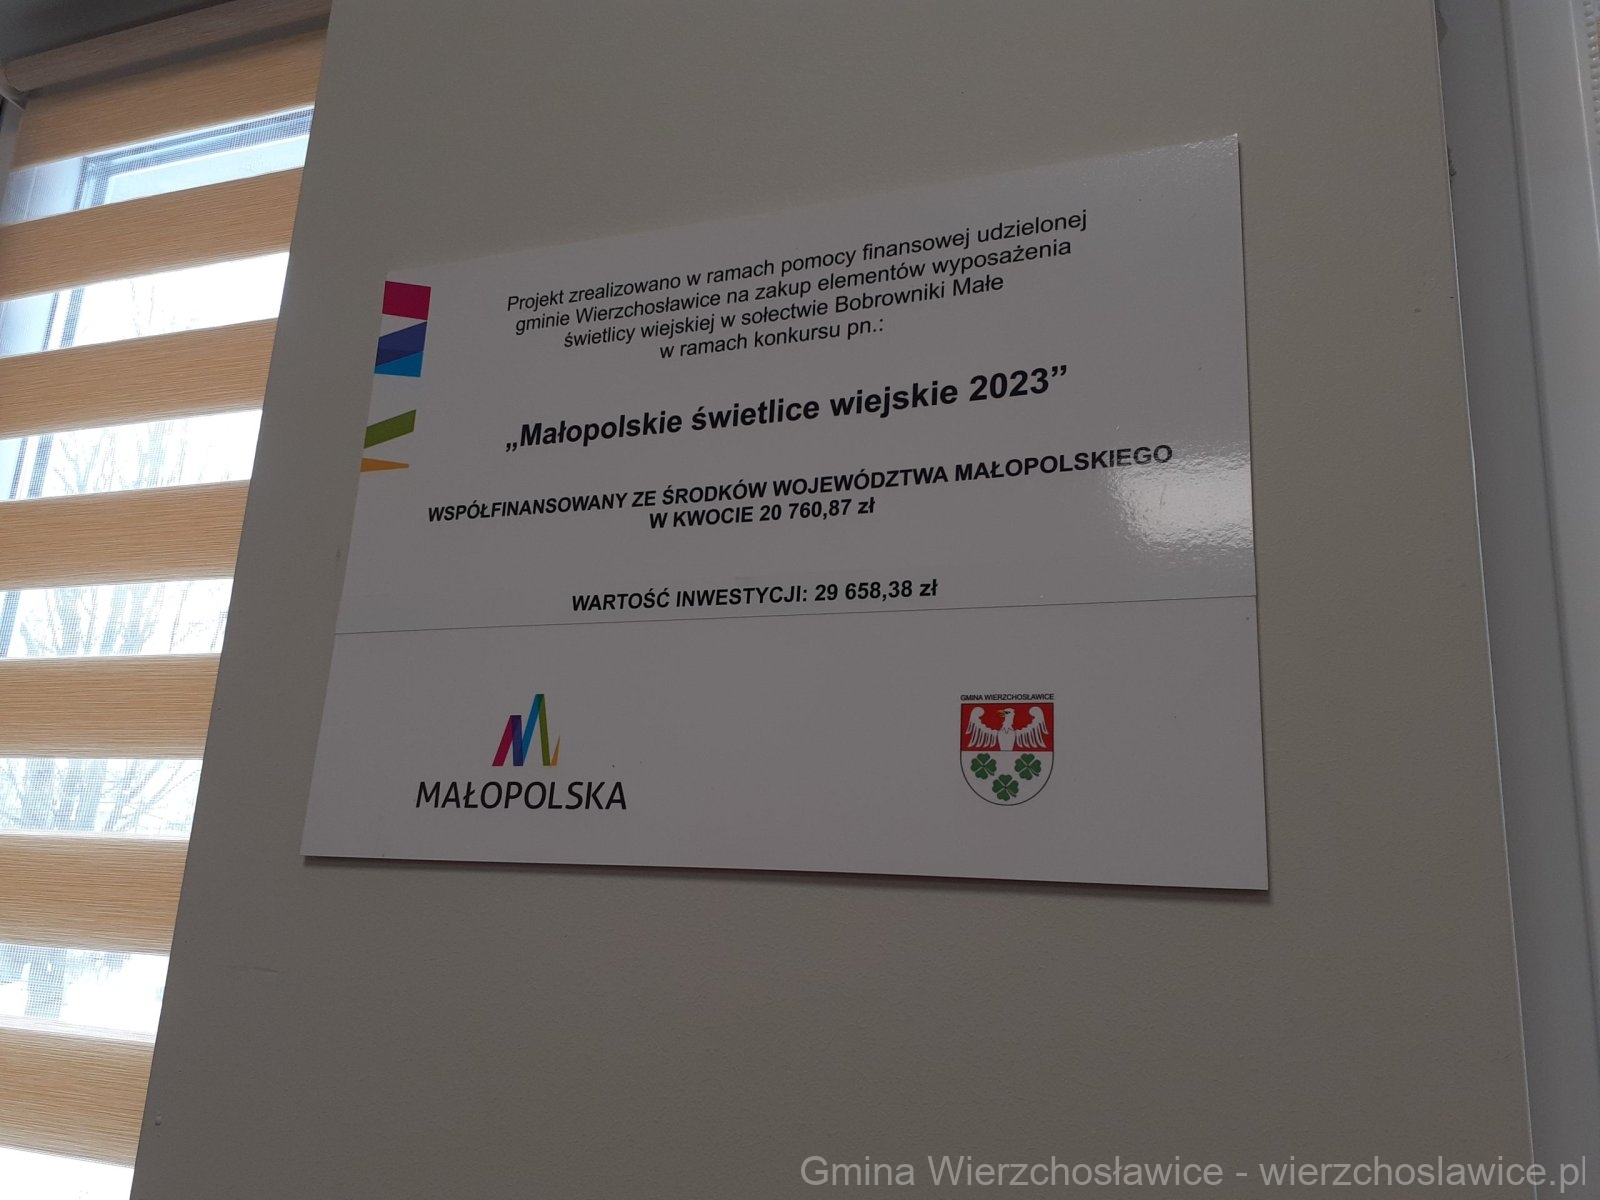 Projekt zrealizowano w ramach pomocy finansowej udzielonej
gminie Wierzchosławice na zakup elementów wyposażenia
świetlicy wiejskiej w sołectwie Bobrowniki Małe
w ramach konkursu pn.:
„Małopolskie świetlice wiejskie 2023”
WSPÓŁFINANSOWANY ZE ŚRODKÓW WOJEWÓDZTWA MAŁOPOLSKIEGO
W KWOCIE 20 760,87 zł
WARTOŚĆ INWESTYCJI: 29 658,38 zł
MAŁOPOLSKA
GMINA WIERZCHOSŁAWICE
Gmina Wierzchosławice - wierzchoslawice.pl